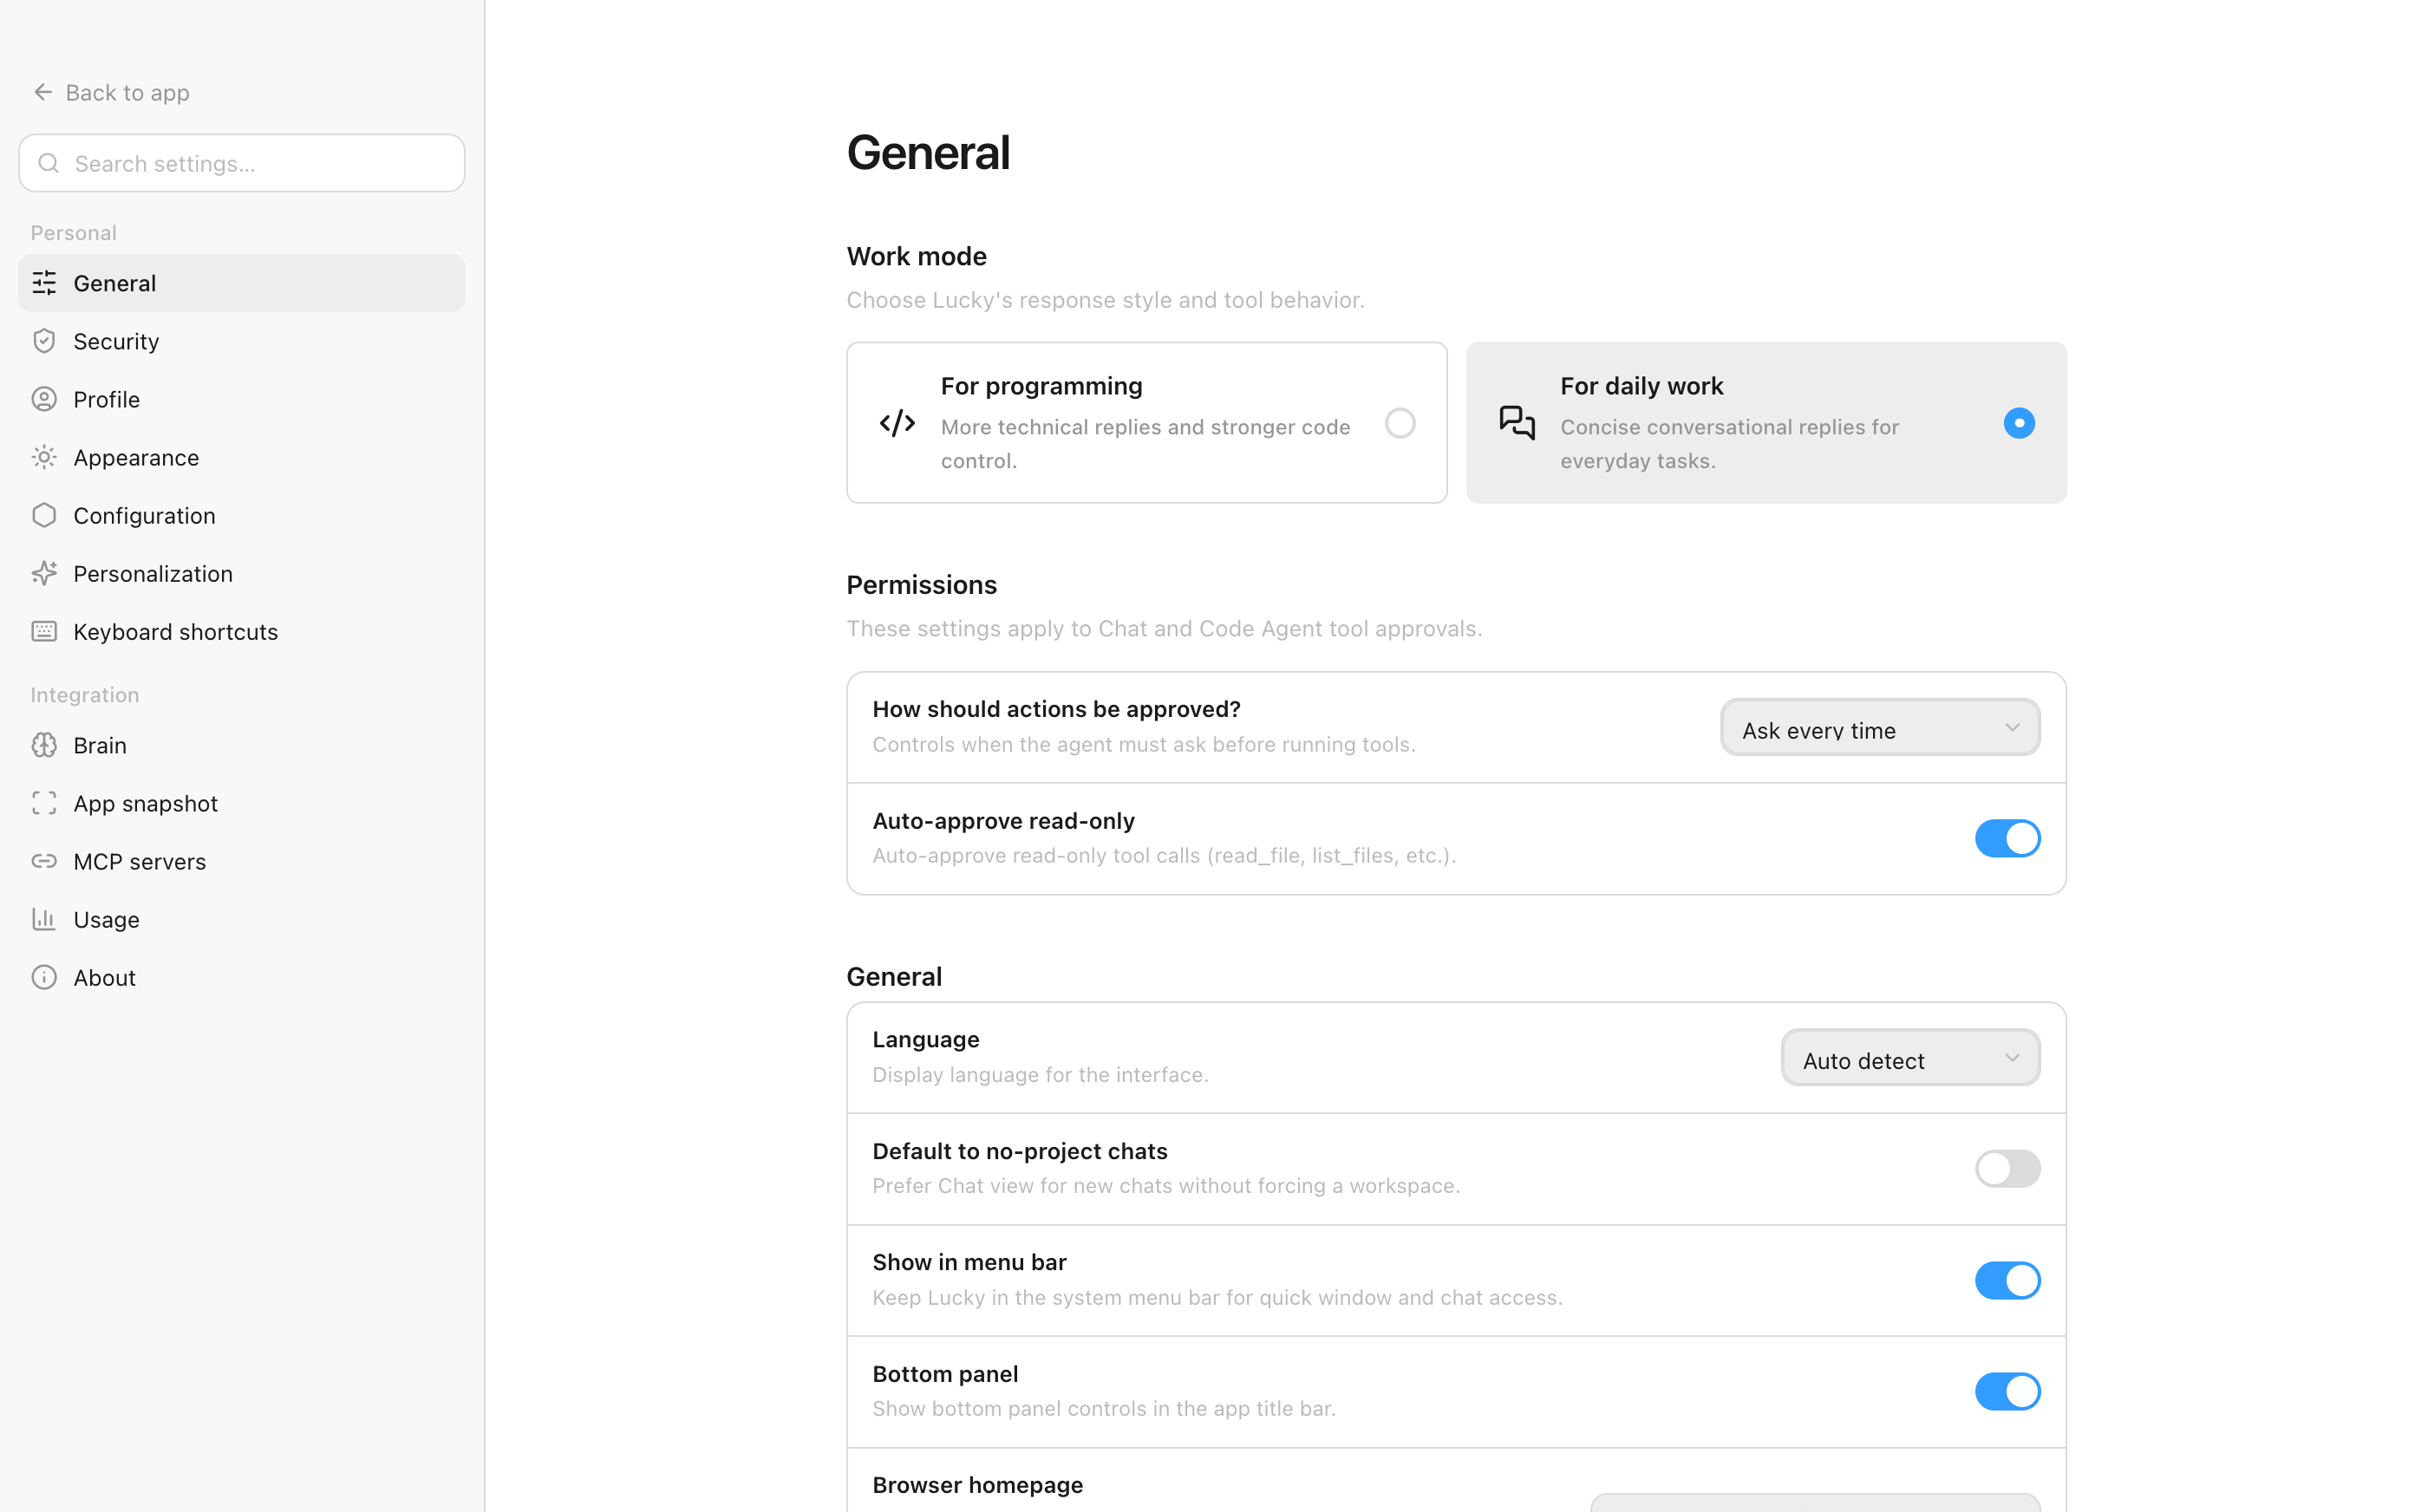 Back to app
Search settings...
Personal
General
Security
Profile
Appearance
Configuration
Personalization
Keyboard shortcuts
Integration
Brain
App snapshot
MCP servers
Usage
About
General
Work mode
Choose Lucky's response style and tool behavior.
For programming
More technical replies and stronger code
control.
For daily work
Concise conversational replies for
everyday tasks.
Permissions
These settings apply to Chat and Code Agent tool approvals.
How should actions be approved?
Controls when the agent must ask before running tools.
Ask every time
Auto-approve read-only
Auto-approve read-only tool calls (read_file, list_files, etc.).
General
Language
Display language for the interface.
Auto detect
Default to no-project chats
Prefer Chat view for new chats without forcing a workspace.
Show in menu bar
Keep Lucky in the system menu bar for quick window and chat access.
Bottom panel
Show bottom panel controls in the app title bar.
Browser homepage